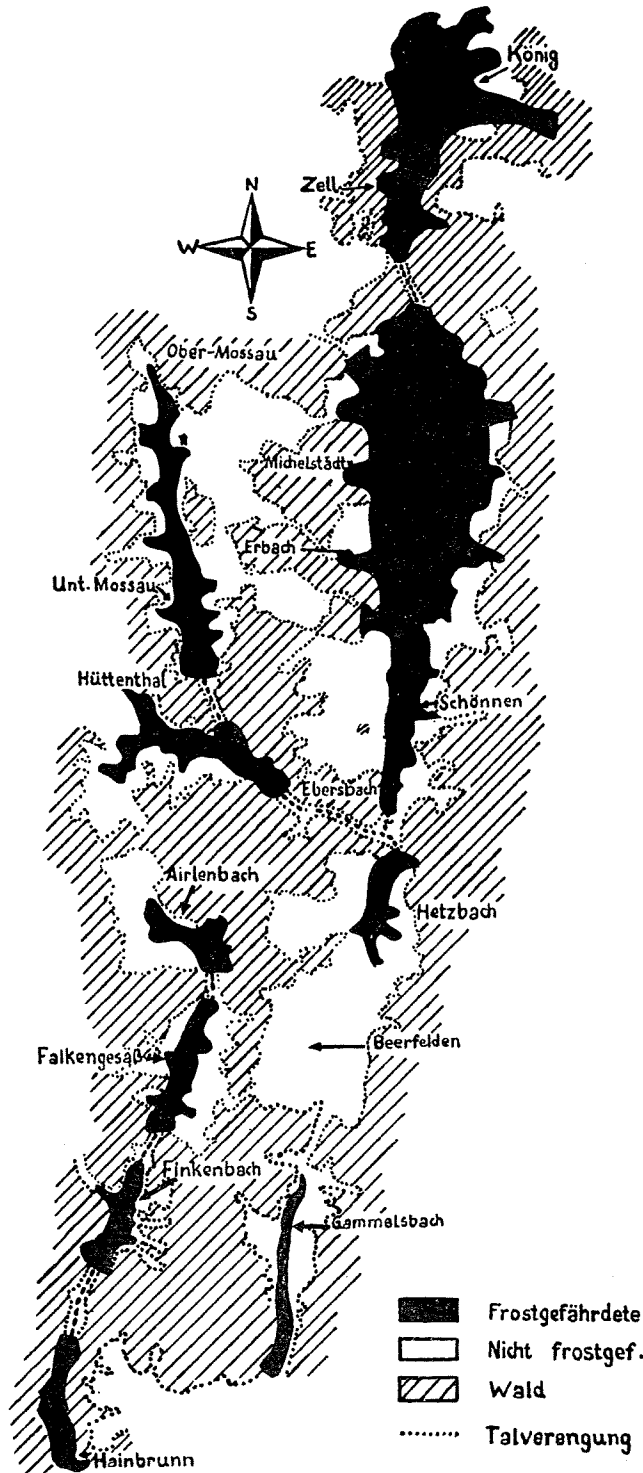 König
Zell
N
W E
S
Ober-Mossau
Michelstadt
Erbach
Unt. Mossau
Hüttenthal
Schönnen
Ebersbach
Airlenbach
Hetzbach
Falkengesäß
Beerfelden
Finkenbach
Gammelsbach
Frostgefährdete
Nicht frostgef.
Wald
Talverengung
Hainbrunn